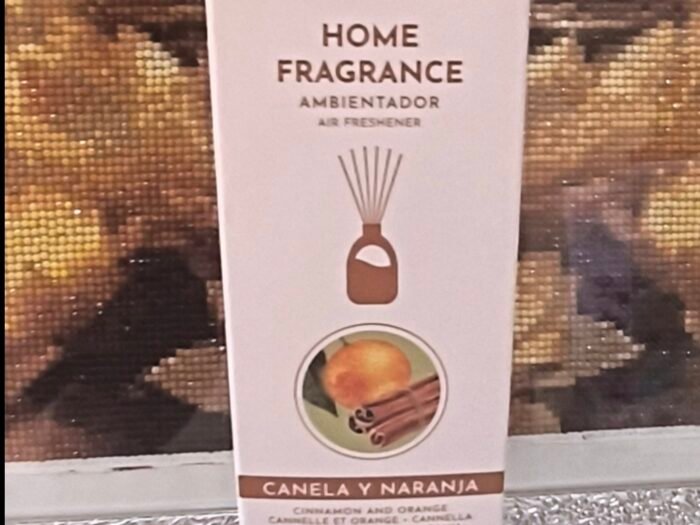 HOME
FRAGRANCE
AMBIENTADOR
AIR FRESHENER
CANELA Y NARANJA
CINNAMON AND ORANGE
CANNELLE ET ORANGE - CANNELLA